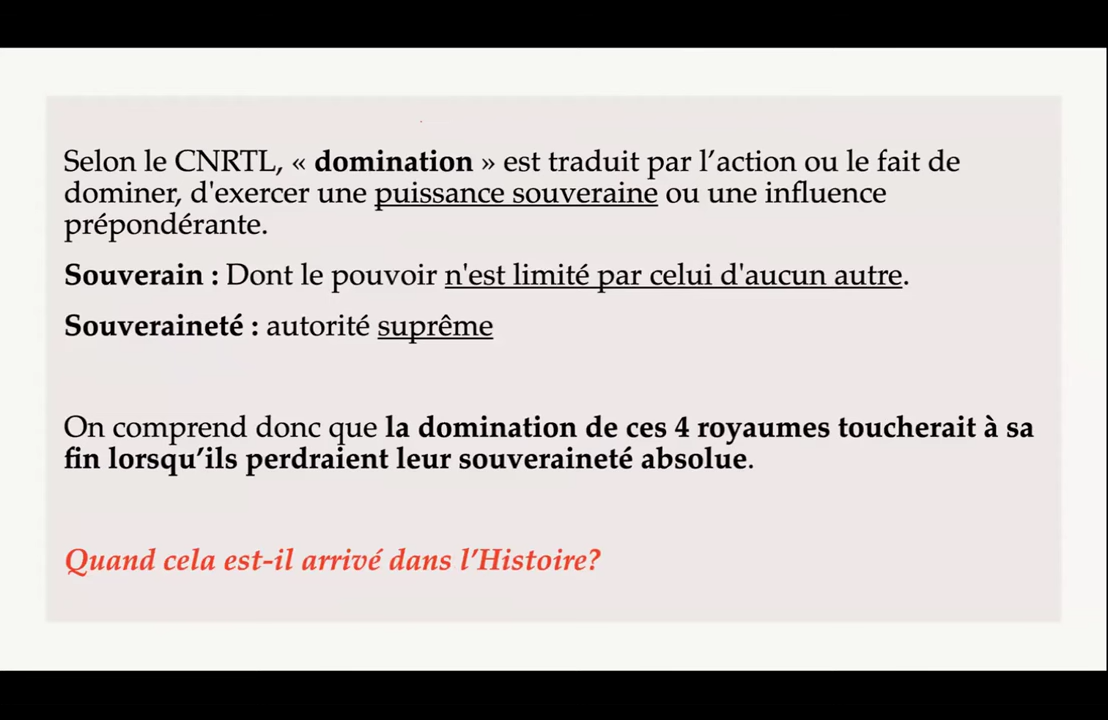 Selon le CNRTL, « domination » est traduit par l’action ou le fait de
dominer, d'exercer une puissance souveraine ou une influence
prépondérante.
Souverain : Dont le pouvoir n'est limité par celui d'aucun autre.
Souveraineté : autorité suprême
On comprend donc que la domination de ces 4 royaumes toucherait à sa
fin lorsqu’ils perdraient leur souveraineté absolue.
Quand cela est-il arrivé dans l’Histoire?